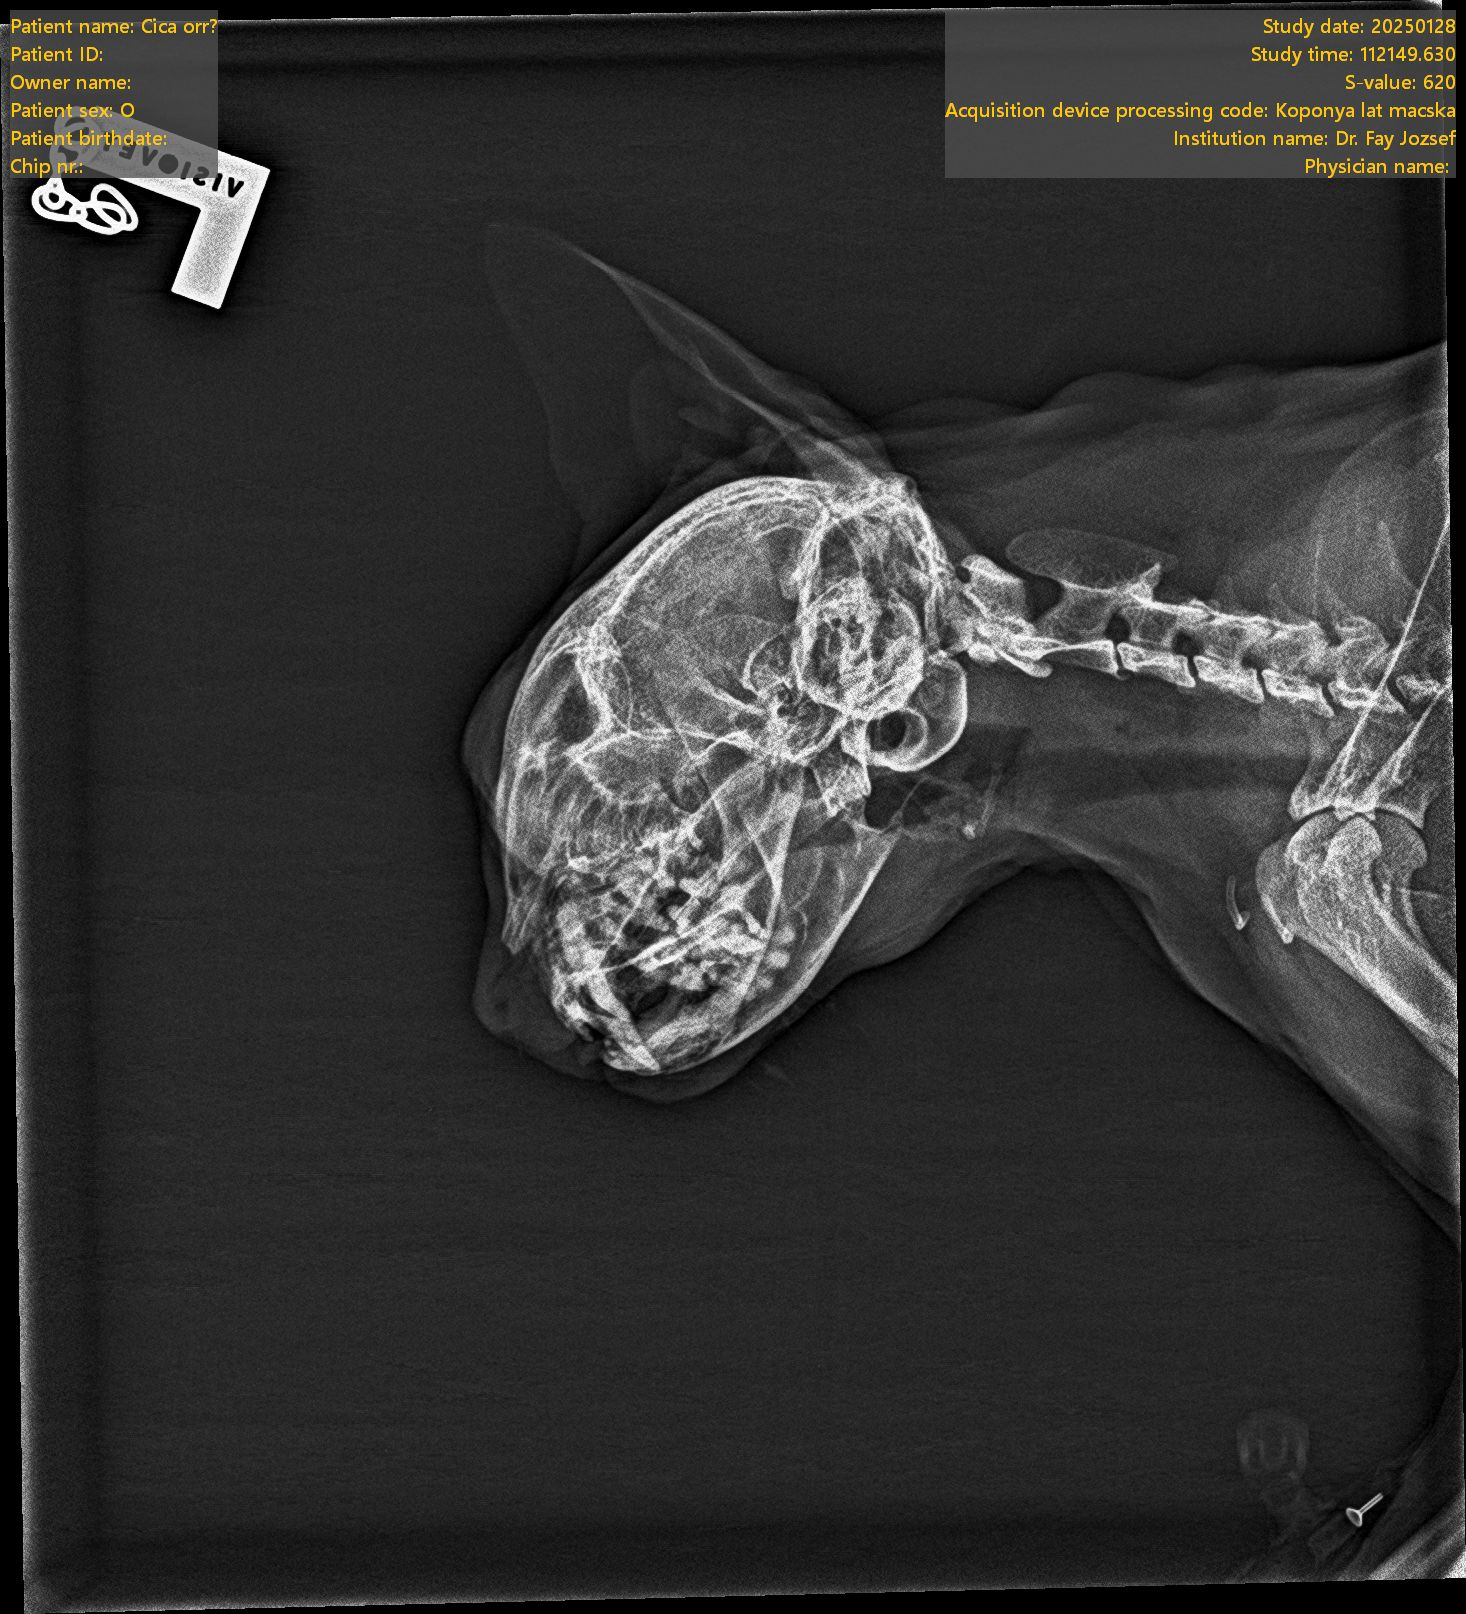 Patient name: Cica orr?
Patient ID:
Owner name:
Patient sex: O
Patient birthdate:
Chip nr.:
Study date: 20250128
Study time: 112149.630
S-value: 620
Acquisition device processing code: Koponya lat macska
Institution name: Dr. Fay Jozsef
Physician name: